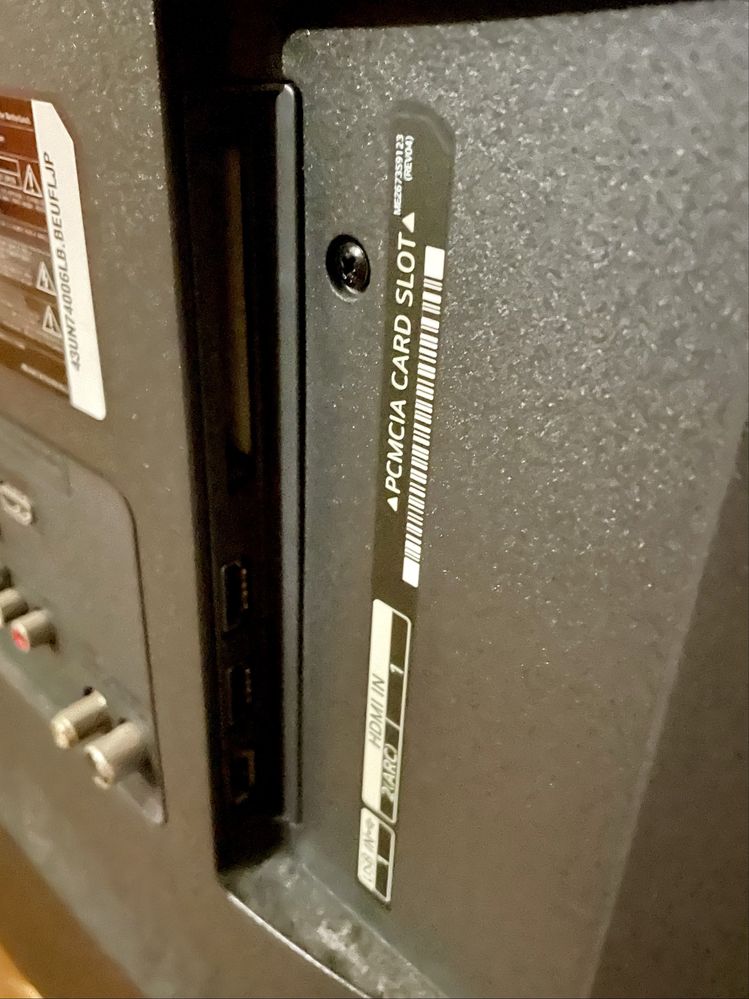 43UN74006LB.BEUFLJP
MEZ67359123
(REV04)
▲PCMCIA CARD SLOT▲
HDMI IN
1
2(ARC)
USB IN